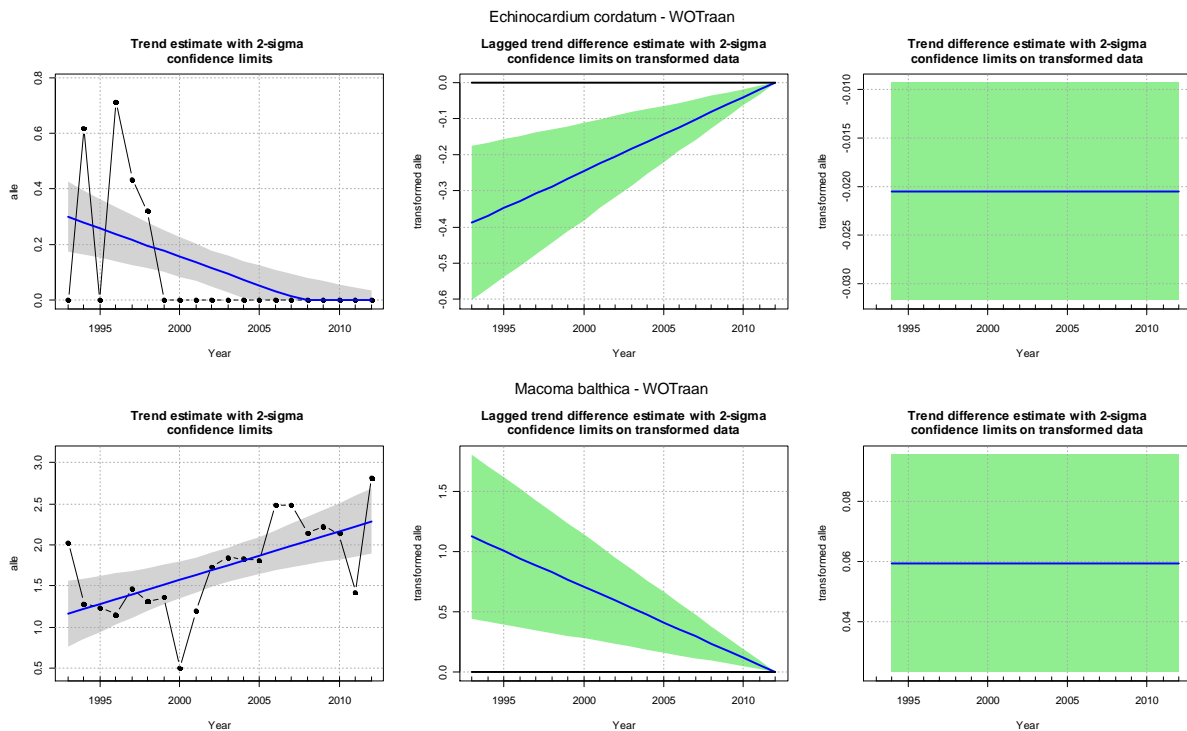 Echinocardium cordatum - WOTraan
Trend estimate with 2-sigma
confidence limits
alle
0.0 0.2 0.4 0.6 0.8
1995 2000 2005 2010
Year
Lagged trend difference estimate with 2-sigma
confidence limits on transformed data
transformed alle
-0.6 -0.5 -0.4 -0.3 -0.2 -0.1 0.0
1995 2000 2005 2010
Year
Trend difference estimate with 2-sigma
confidence limits on transformed data
transformed alle
-0.030 -0.025 -0.020 -0.015 -0.010
1995 2000 2005 2010
Year
Macoma balthica - WOTraan
Trend estimate with 2-sigma
confidence limits
alle
0.5 1.0 1.5 2.0 2.5 3.0
1995 2000 2005 2010
Year
Lagged trend difference estimate with 2-sigma
confidence limits on transformed data
transformed alle
0.0 0.5 1.0 1.5
1995 2000 2005 2010
Year
Trend difference estimate with 2-sigma
confidence limits on transformed data
transformed alle
0.04 0.06 0.08
1995 2000 2005 2010
Year